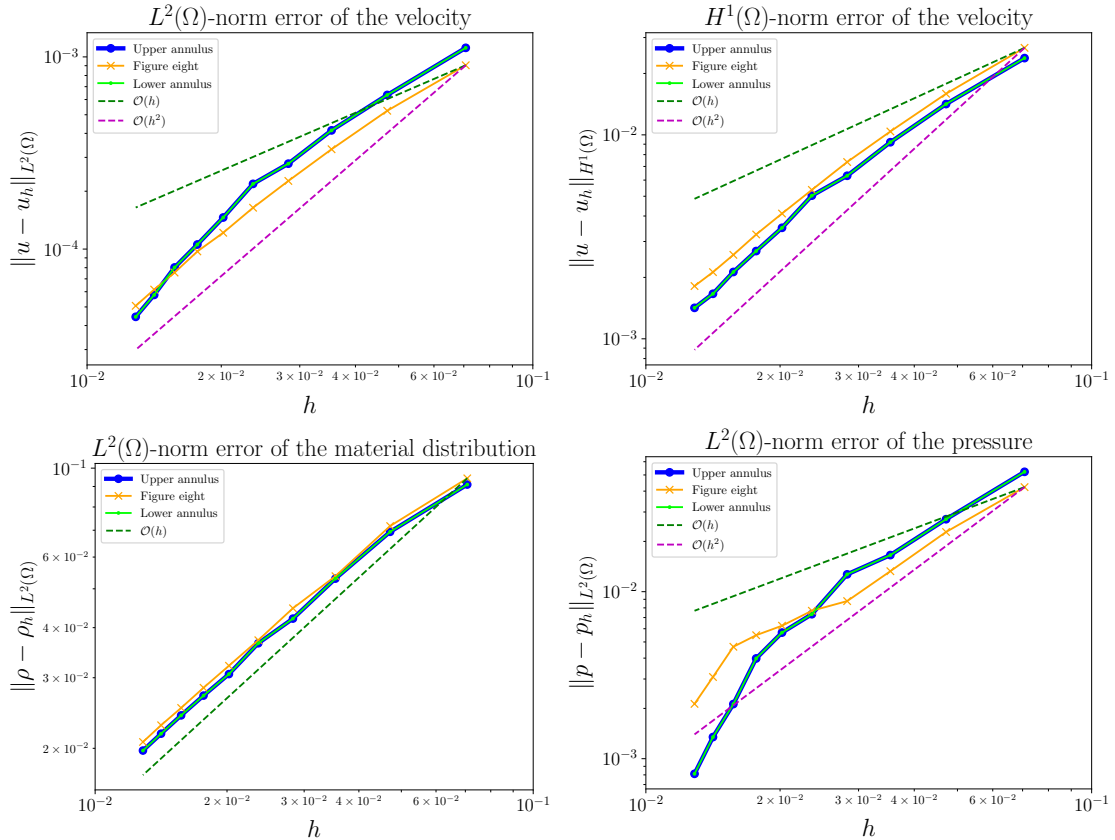 L²(Ω)-norm error of the velocity
10⁻³
10⁻⁴
||u − u_h||_{L²(Ω)}
Upper annulus
Figure eight
Lower annulus
O(h)
O(h²)
10⁻²
2 × 10⁻²
3 × 10⁻²
4 × 10⁻²
6 × 10⁻²
10⁻¹
h
H¹(Ω)-norm error of the velocity
10⁻²
10⁻³
||u − u_h||_{H¹(Ω)}
Upper annulus
Figure eight
Lower annulus
O(h)
O(h²)
10⁻²
2 × 10⁻²
3 × 10⁻²
4 × 10⁻²
6 × 10⁻²
10⁻¹
h
L²(Ω)-norm error of the material distribution
10⁻¹
6 × 10⁻²
4 × 10⁻²
3 × 10⁻²
2 × 10⁻²
||ρ − ρ_h||_{L²(Ω)}
Upper annulus
Figure eight
Lower annulus
O(h)
10⁻²
2 × 10⁻²
3 × 10⁻²
4 × 10⁻²
6 × 10⁻²
10⁻¹
h
L²(Ω)-norm error of the pressure
10⁻²
10⁻³
||p − p_h||_{L²(Ω)}
Upper annulus
Figure eight
Lower annulus
O(h)
O(h²)
10⁻²
2 × 10⁻²
3 × 10⁻²
4 × 10⁻²
6 × 10⁻²
10⁻¹
h